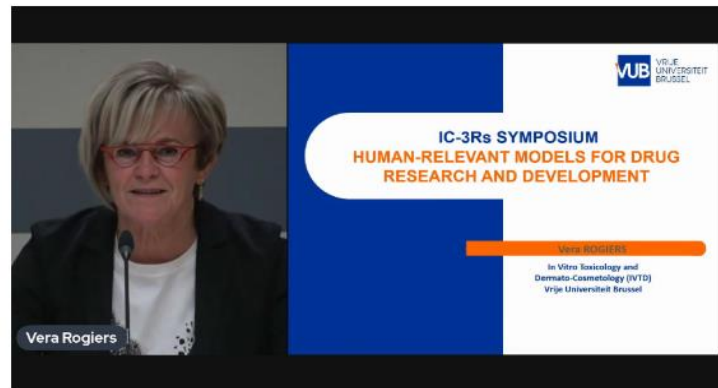 VUB
VRIJE
UNIVERSITEIT
BRUSSEL
IC-3Rs SYMPOSIUM
HUMAN-RELEVANT MODELS FOR DRUG
RESEARCH AND DEVELOPMENT
Vera ROGIERS
In Vitro Toxicology and
Dermato-Cosmetology (IVTD)
Vrije Universiteit Brussel
Vera Rogiers